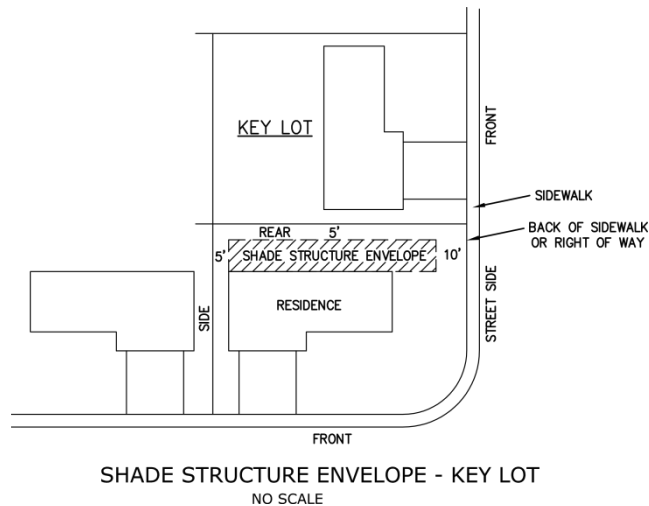 KEY LOT
FRONT
SIDEWALK
BACK OF SIDEWALK
OR RIGHT OF WAY
REAR 5'
5' SHADE STRUCTURE ENVELOPE 10'
RESIDENCE
SIDE
STREET SIDE
FRONT
SHADE STRUCTURE ENVELOPE - KEY LOT
NO SCALE